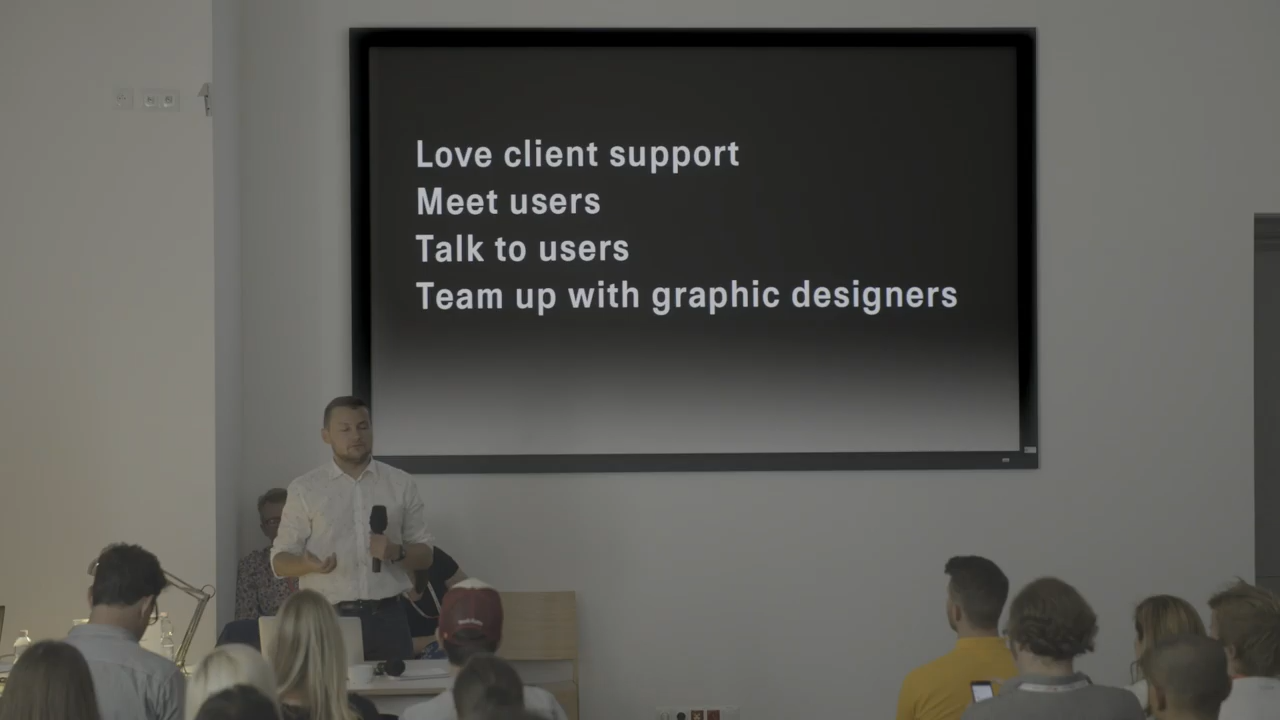 Love client support
Meet users
Talk to users
Team up with graphic designers